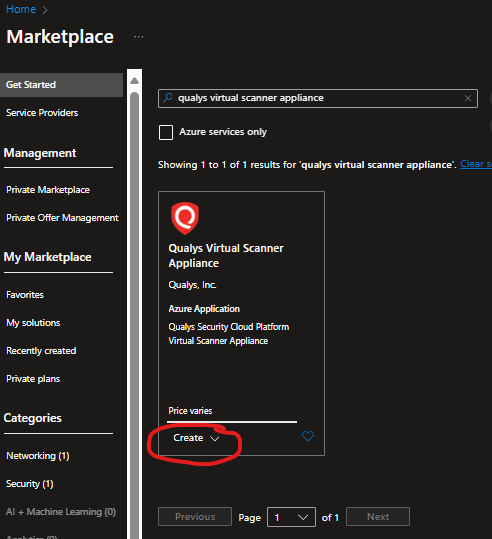 Home >
Marketplace ...
Get Started
Service Providers
Management
Private Marketplace
Private Offer Management
My Marketplace
Favorites
My solutions
Recently created
Private plans
Categories
Networking (1)
Security (1)
AI + Machine Learning (0)
Analytics (0)
qualys virtual scanner appliance
Azure services only
Showing 1 to 1 of 1 results for 'qualys virtual scanner appliance'. Clear s
Qualys Virtual Scanner
Appliance
Qualys, Inc.
Azure Application
Qualys Security Cloud Platform
Virtual Scanner Appliance
Price varies
Create
Previous Page 1 of 1 Next